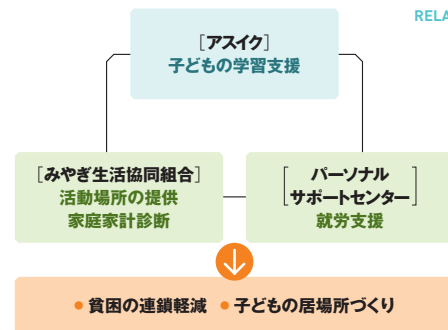 RELA
[アスイク]
子どもの学習支援
[みやぎ生活協同組合]
活動場所の提供
家庭家計診断
[パーソナル
サポートセンター]
就労支援
●貧困の連鎖軽減 ●子どもの居場所づくり